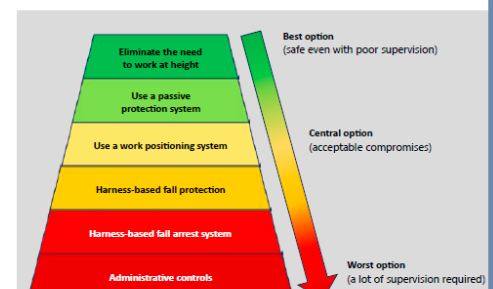 Eliminate the need
to work at height
Use a passive
protection system
Use a work positioning system
Harness-based fall protection
Harness-based fall arrest system
Administrative controls
Best option
(safe even with poor supervision)
Central option
(acceptable compromises)
Worst option
(a lot of supervision required)